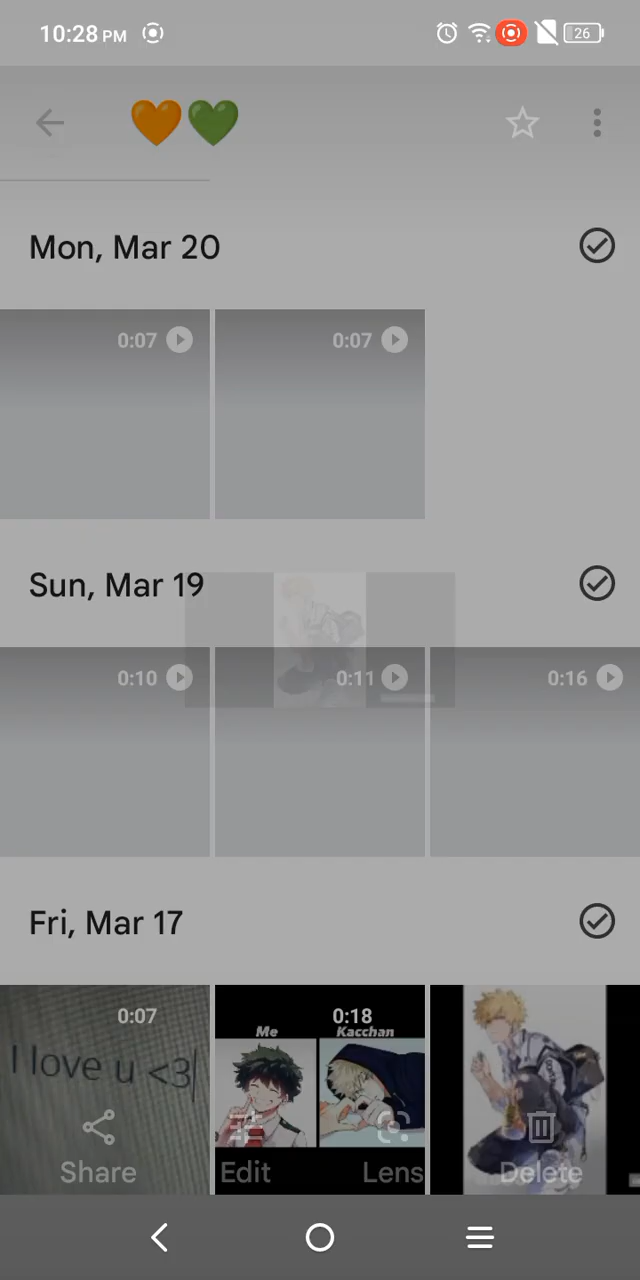 10:28 PM
26
🧡💚
Mon, Mar 20
0:07
0:07
Sun, Mar 19
0:10
0:11
0:16
Fri, Mar 17
0:07
0:18
Me
Kacchan
I love u <3
Share
Edit
Lens
Delete